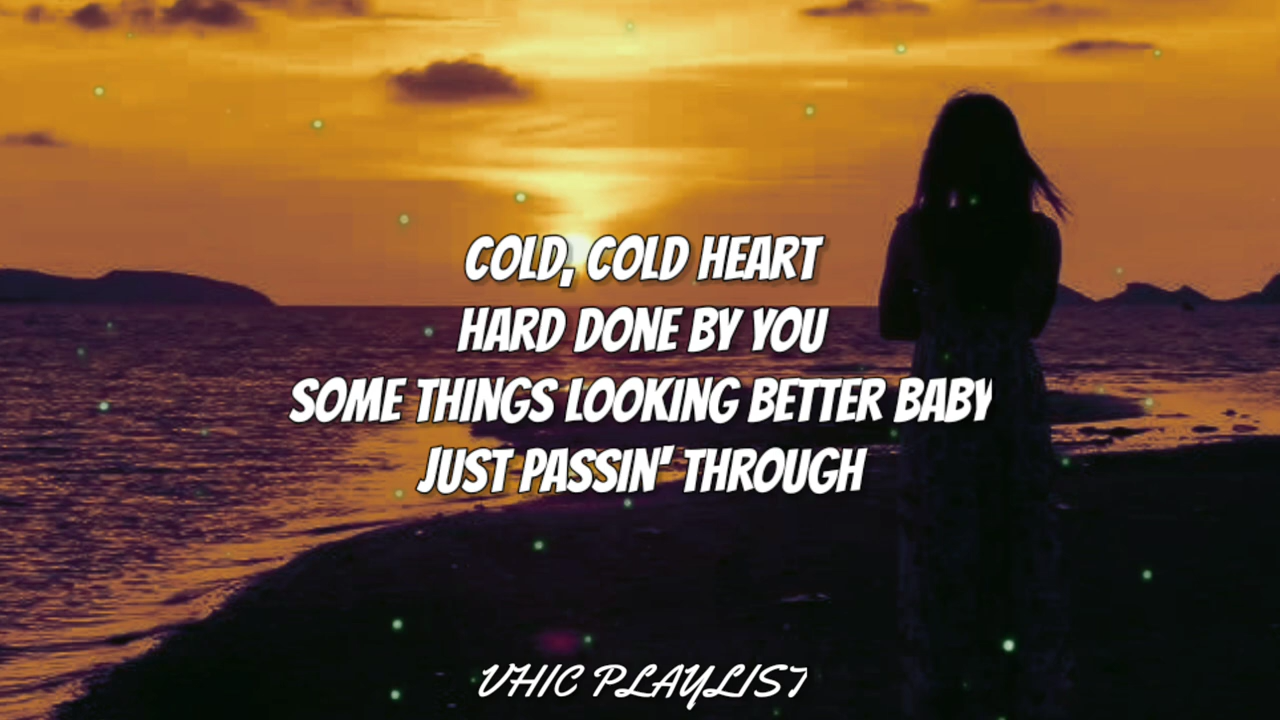 COLD, COLD HEART
HARD DONE BY YOU
SOME THINGS LOOKING BETTER BABY
JUST PASSIN' THROUGH
VHIC PLAYLIST